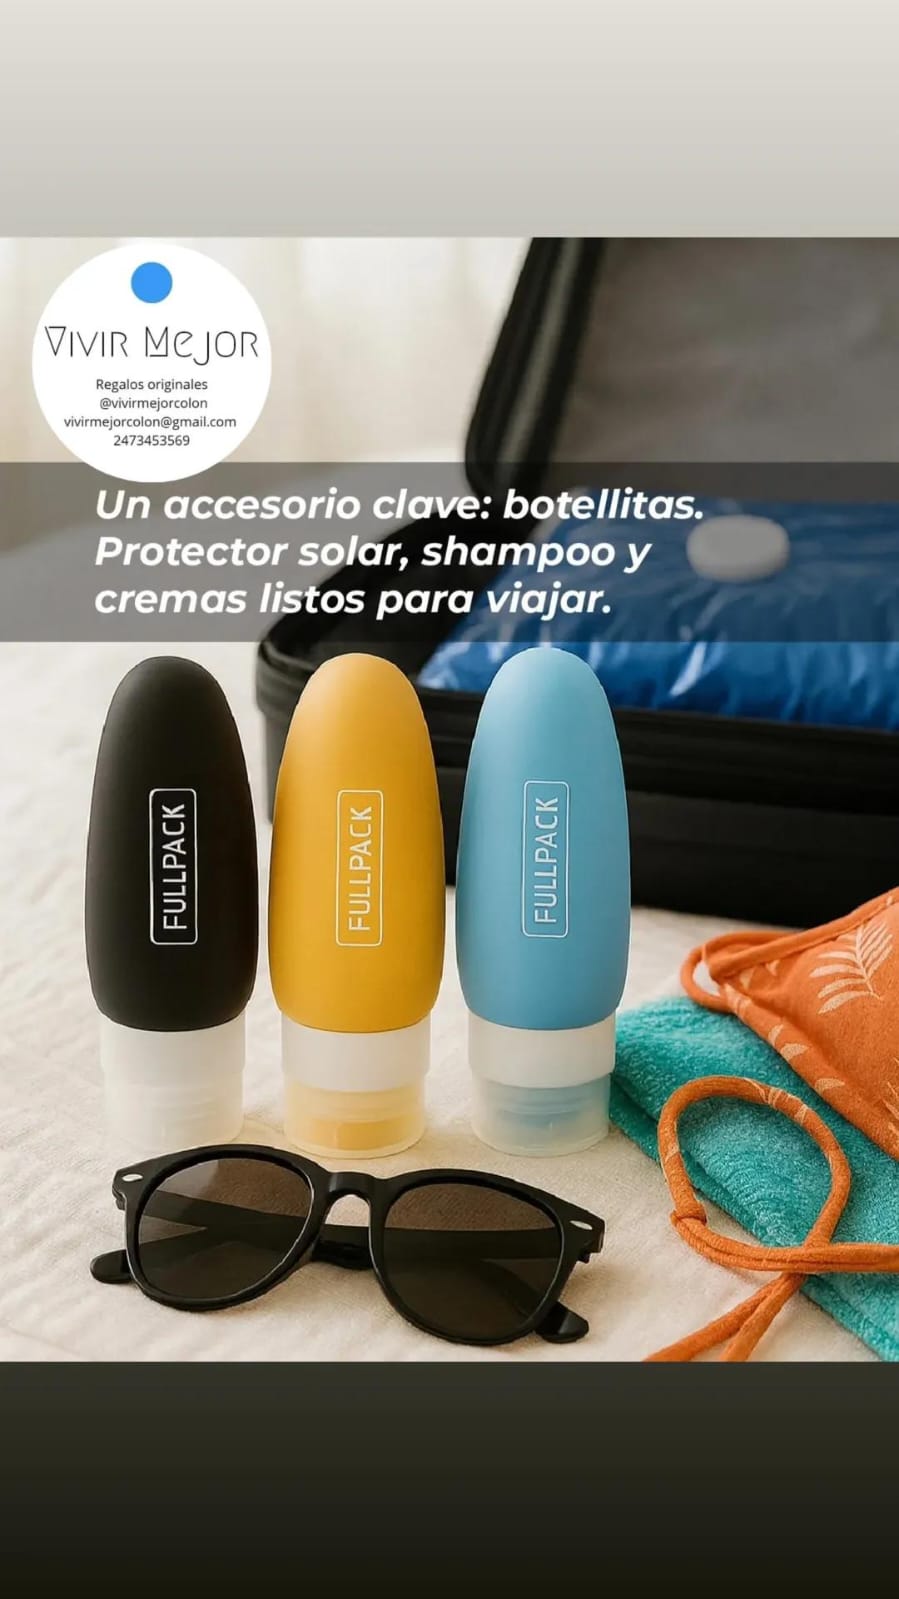 Vivir Mejor
Regalos originales
@vivirmejorcolon
vivirmejorcolon@gmail.com
2473453569
Un accesorio clave: botellitas.
Protector solar, shampoo y
cremas listos para viajar.
FULLPACK
FULLPACK
FULLPACK